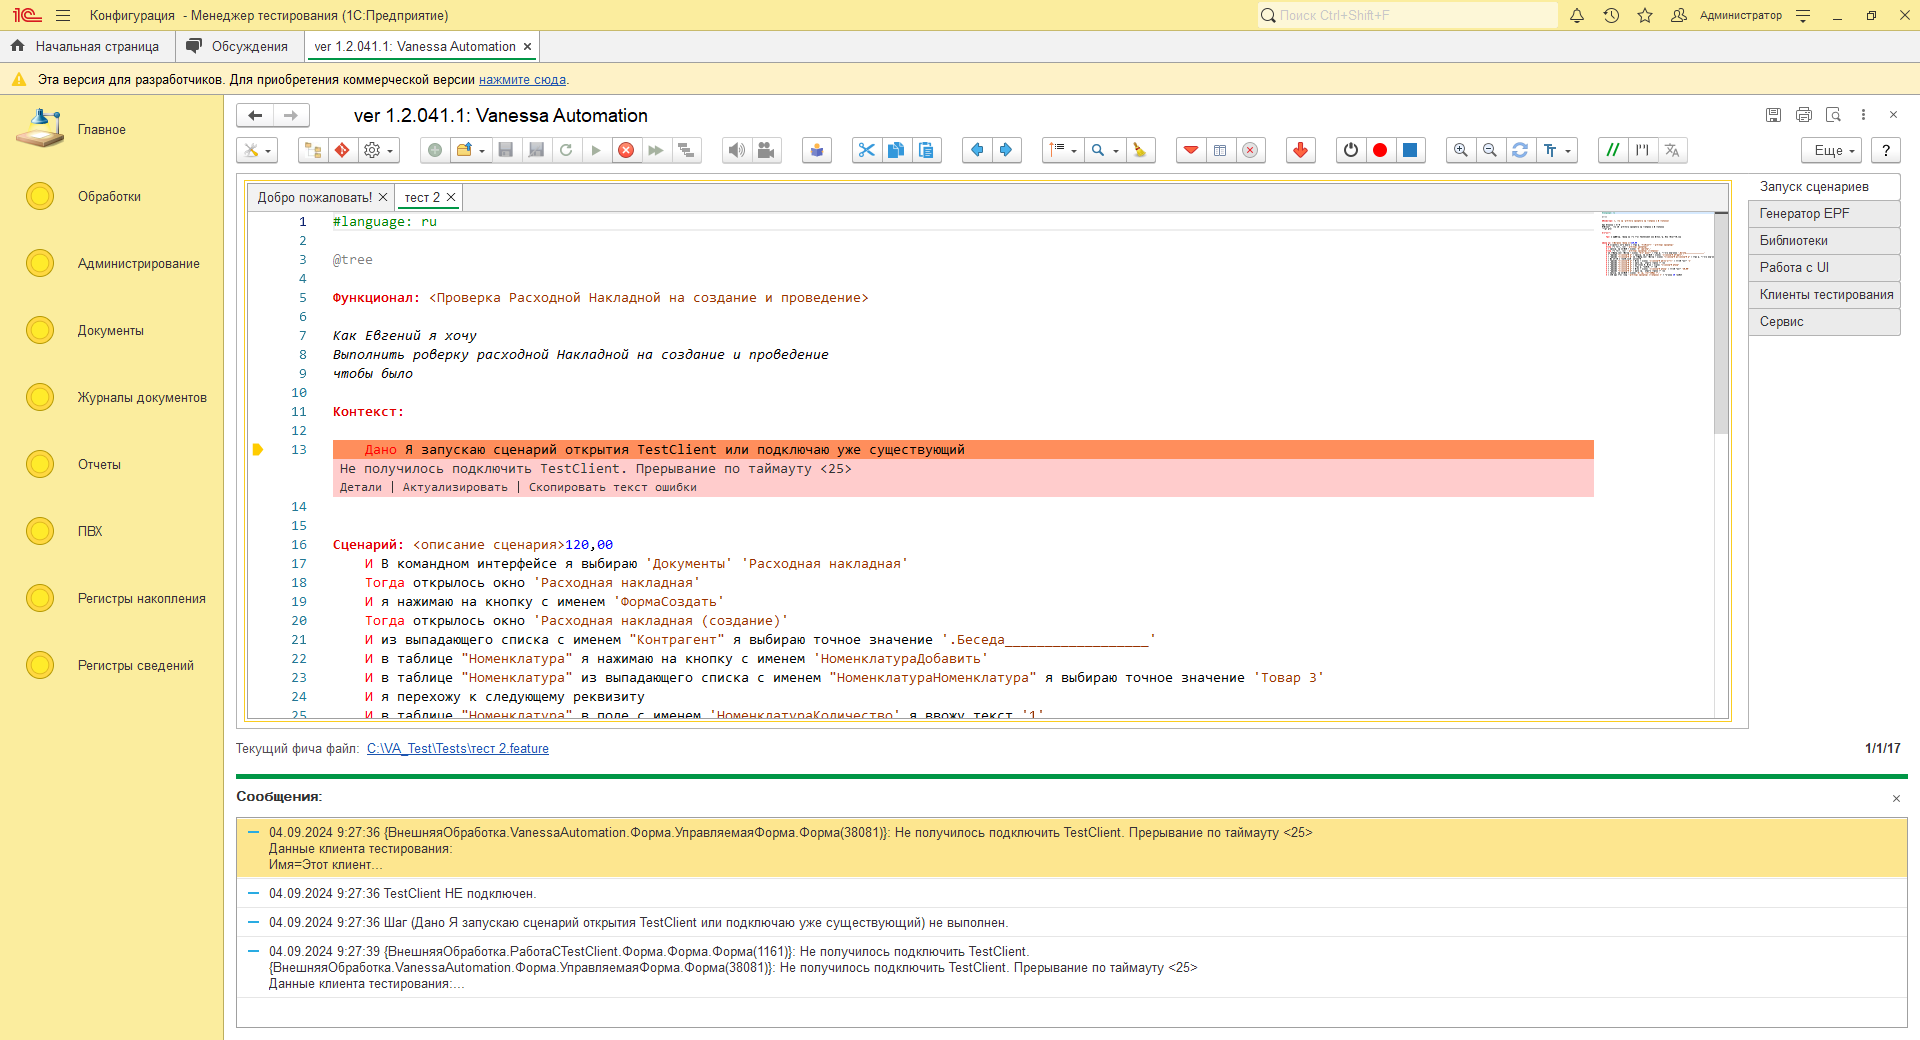 Конфигурация - Менеджер тестирования (1С:Предприятие)
Поиск Ctrl+Shift+F
Администратор
Начальная страница
Обсуждения
ver 1.2.041.1: Vanessa Automation
Эта версия для разработчиков. Для приобретения коммерческой версии нажмите сюда.
Главное
Обработки
Администрирование
Документы
Журналы документов
Отчеты
ПВХ
Регистры накопления
Регистры сведений
ver 1.2.041.1: Vanessa Automation
Еще
?
Добро пожаловать!
тест 2
1 #language: ru
2
3 @tree
4
5 Функционал: <Проверка Расходной Накладной на создание и проведение>
6
7 Как Евгений я хочу
8 Выполнить роверку расходной Накладной на создание и проведение
9 чтобы было
10
11 Контекст:
12
13 Дано Я запускаю сценарий открытия TestClient или подключаю уже существующий
Не получилось подключить TestClient. Прерывание по таймауту <25>
Детали | Актуализировать | Скопировать текст ошибки
14
15
16 Сценарий: <описание сценария>120,00
17 И В командном интерфейсе я выбираю 'Документы' 'Расходная накладная'
18 Тогда открылось окно 'Расходная накладная'
19 И я нажимаю на кнопку с именем 'ФормаСоздать'
20 Тогда открылось окно 'Расходная накладная (создание)'
21 И из выпадающего списка с именем "Контрагент" я выбираю точное значение '.Беседа__________________'
22 И в таблице "Номенклатура" я нажимаю на кнопку с именем 'НоменклатураДобавить'
23 И в таблице "Номенклатура" из выпадающего списка с именем "НоменклатураНоменклатура" я выбираю точное значение 'Товар 3'
24 И я перехожу к следующему реквизиту
25 И в таблице "Номенклатура" в поле с именем 'НоменклатураКоличество' я ввожу текст '1'
Запуск сценариев
Генератор EPF
Библиотеки
Работа с UI
Клиенты тестирования
Сервис
Текущий фича файл: C:\VA_Test\Tests\тест 2.feature
1/1/17
Сообщения:
04.09.2024 9:27:36 {ВнешняяОбработка.VanessaAutomation.Форма.УправляемаяФорма.Форма(38081)}: Не получилось подключить TestClient. Прерывание по таймауту <25>
Данные клиента тестирования:
Имя=Этот клиент...
04.09.2024 9:27:36 TestClient НЕ подключен.
04.09.2024 9:27:36 Шаг (Дано Я запускаю сценарий открытия TestClient или подключаю уже существующий) не выполнен.
04.09.2024 9:27:39 {ВнешняяОбработка.РаботаСTestClient.Форма.Форма.Форма(1161)}: Не получилось подключить TestClient.
{ВнешняяОбработка.VanessaAutomation.Форма.УправляемаяФорма.Форма(38081)}: Не получилось подключить TestClient. Прерывание по таймауту <25>
Данные клиента тестирования:...